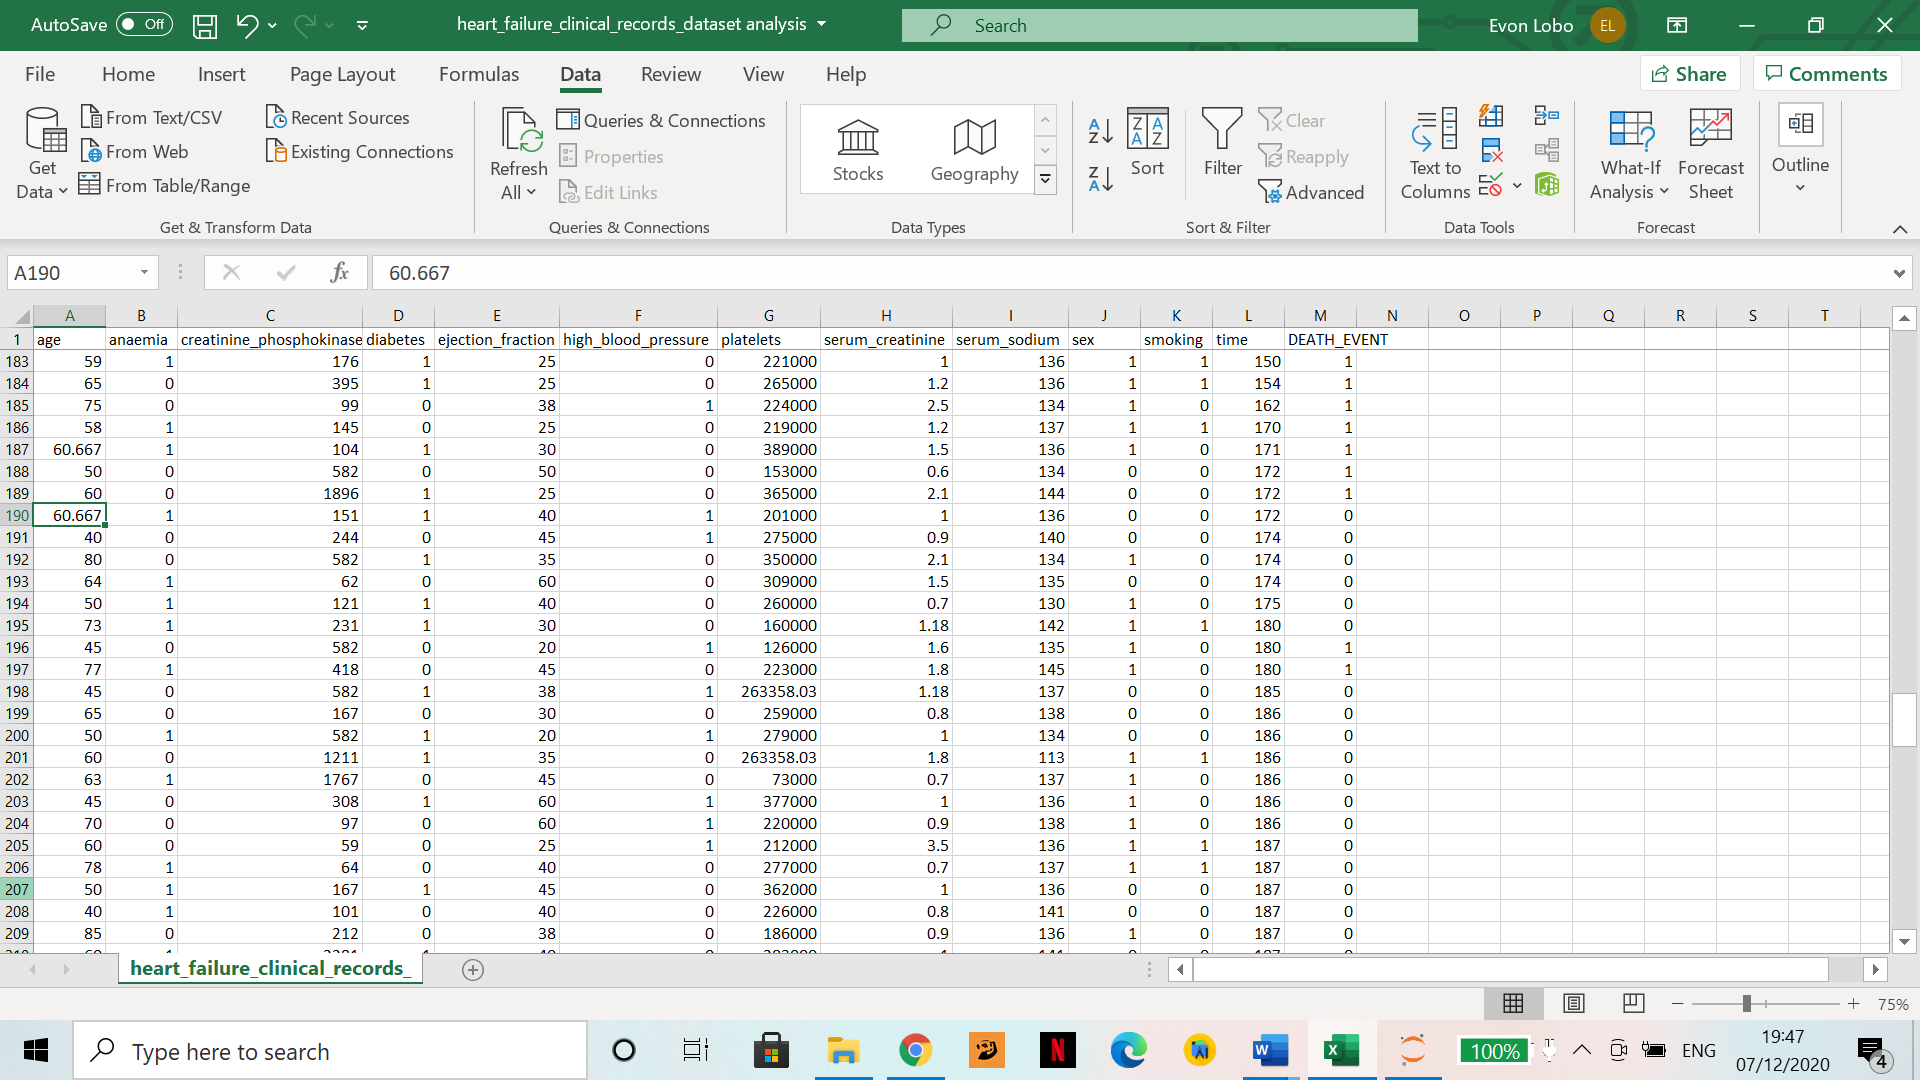 AutoSave Off heart_failure_clinical_records_dataset analysis Search Evon Lobo EL
File Home Insert Page Layout Formulas Data Review View Help Share Comments
Get Data From Text/CSV From Web From Table/Range Recent Sources Existing Connections
Get & Transform Data
Refresh All Queries & Connections Properties Edit Links
Queries & Connections
Stocks Geography
Data Types
Sort Filter Clear Reapply Advanced
Sort & Filter
Text to Columns
Data Tools
What-If Analysis Forecast Sheet
Forecast
Outline
A190 fx 60.667
A B C D E F G H I J K L M N O P Q R S T
1 age anaemia creatinine_phosphokinase diabetes ejection_fraction high_blood_pressure platelets serum_creatinine serum_sodium sex smoking time DEATH_EVENT
183 59 1 176 1 25 0 221000 1 136 1 1 150 1
184 65 0 395 1 25 0 265000 1.2 136 1 1 154 1
185 75 0 99 0 38 1 224000 2.5 134 1 0 162 1
186 58 1 145 0 25 0 219000 1.2 137 1 1 170 1
187 60.667 1 104 1 30 0 389000 1.5 136 1 0 171 1
188 50 0 582 0 50 0 153000 0.6 134 0 0 172 1
189 60 0 1896 1 25 0 365000 2.1 144 0 0 172 1
190 60.667 1 151 1 40 1 201000 1 136 0 0 172 0
191 40 0 244 0 45 1 275000 0.9 140 0 0 174 0
192 80 0 582 1 35 0 350000 2.1 134 1 0 174 0
193 64 1 62 0 60 0 309000 1.5 135 0 0 174 0
194 50 1 121 1 40 0 260000 0.7 130 1 0 175 0
195 73 1 231 1 30 0 160000 1.18 142 1 1 180 0
196 45 0 582 0 20 1 126000 1.6 135 1 0 180 1
197 77 1 418 0 45 0 223000 1.8 145 1 0 180 1
198 45 0 582 1 38 1 263358.03 1.18 137 0 0 185 0
199 65 0 167 0 30 0 259000 0.8 138 0 0 186 0
200 50 1 582 1 20 1 279000 1 134 0 0 186 0
201 60 0 1211 1 35 0 263358.03 1.8 113 1 1 186 0
202 63 1 1767 0 45 0 73000 0.7 137 1 0 186 0
203 45 0 308 1 60 1 377000 1 136 1 0 186 0
204 70 0 97 0 60 1 220000 0.9 138 1 0 186 0
205 60 0 59 0 25 1 212000 3.5 136 1 1 187 0
206 78 1 64 0 40 0 277000 0.7 137 1 1 187 0
207 50 1 167 1 45 0 362000 1 136 0 0 187 0
208 40 1 101 0 40 0 226000 0.8 141 0 0 187 0
209 85 0 212 0 38 0 186000 0.9 136 1 0 187 0
heart_failure_clinical_records_
75%
Type here to search 100% ENG 19:47
07/12/2020 4